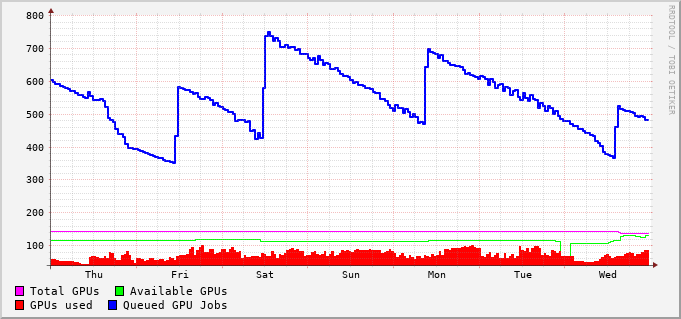 800
700
600
500
400
300
200
100
Thu Fri Sat Sun Mon Tue Wed
Total GPUs Available GPUs
GPUs used Queued GPU Jobs
RRDTOOL / TOBI OETIKER